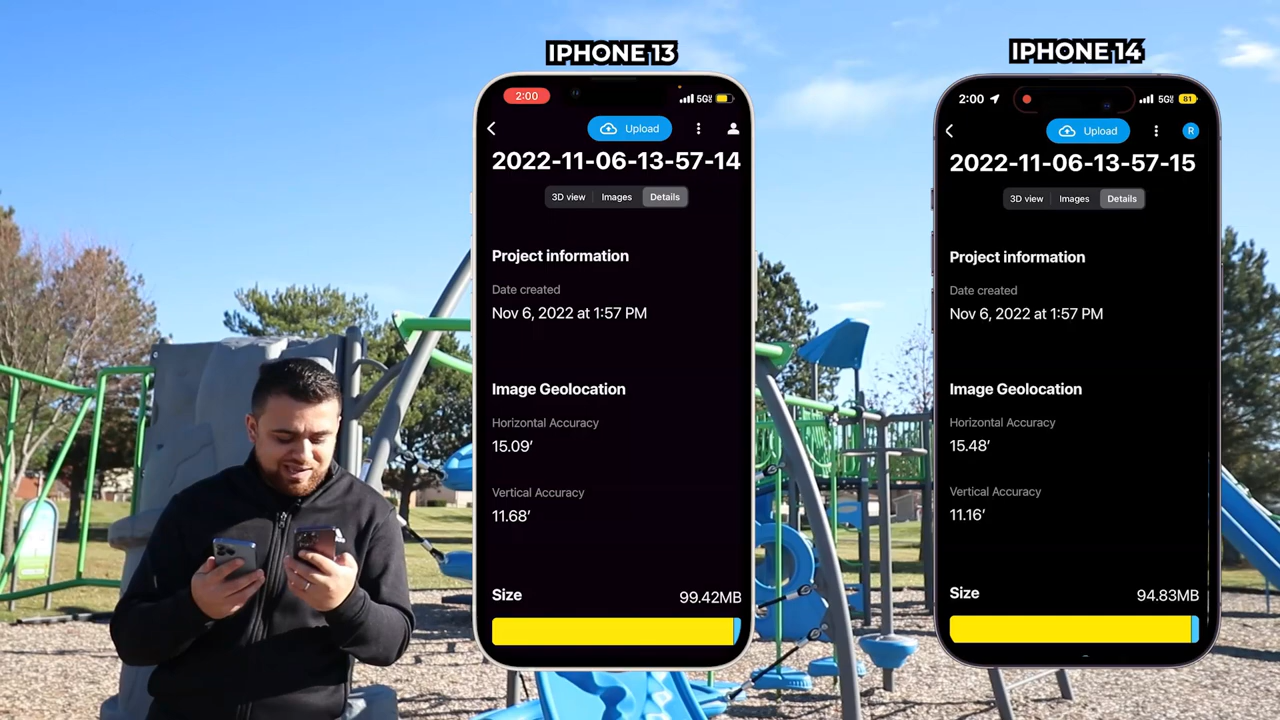 IPHONE 13
2:00
5G
Upload
2022-11-06-13-57-14
3D view
Images
Details
Project information
Date created
Nov 6, 2022 at 1:57 PM
Image Geolocation
Horizontal Accuracy
15.09′
Vertical Accuracy
11.68′
Size
99.42MB
IPHONE 14
2:00
5G
81
Upload
R
2022-11-06-13-57-15
3D view
Images
Details
Project information
Date created
Nov 6, 2022 at 1:57 PM
Image Geolocation
Horizontal Accuracy
15.48′
Vertical Accuracy
11.16′
Size
94.83MB